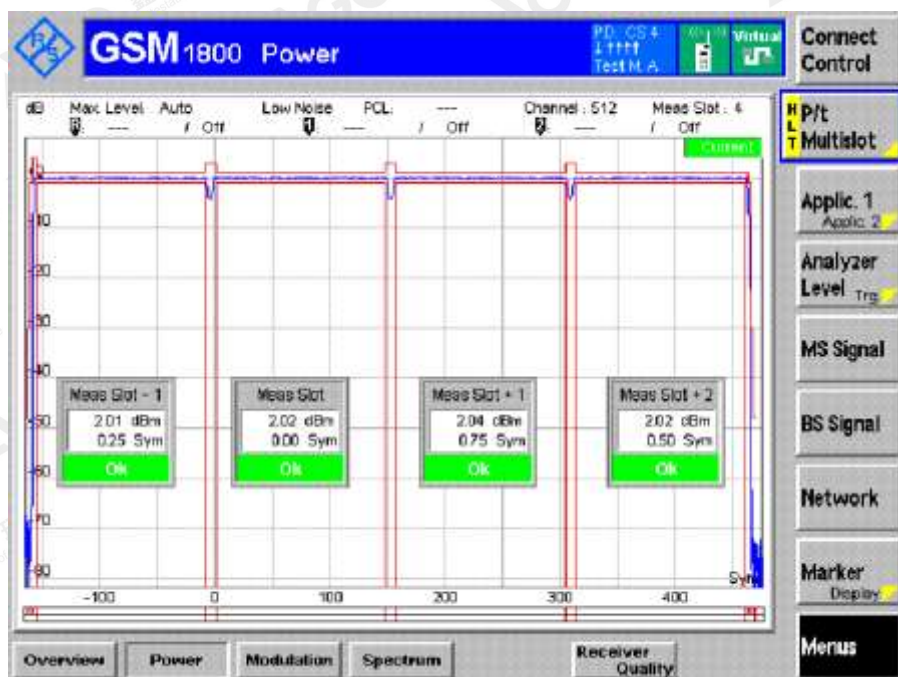 R S
GSM 1800 Power
PD: CS 4
Test M. A
Virtual
Connect Control
dB Max. Level: Auto Low Noise PCL: --- Channel : 512 Meas Slot : 4
--- / Off 1 --- / Off 2 --- / Off
Current
H L T
P/t Multislot
Applic. 1
Applic. 2
Analyzer Level Trg.
MS Signal
BS Signal
Network
Marker
Display
Menus
-10
-20
-30
-40
-50
-60
-70
-80
Meas Slot - 1
2.01 dBm
0.25 Sym
Ok
Meas Slot
2.02 dBm
0.00 Sym
Ok
Meas Slot + 1
2.04 dBm
0.75 Sym
Ok
Meas Slot + 2
2.02 dBm
0.50 Sym
Ok
Sym
-100 0 100 200 300 400
Overview Power Modulation Spectrum Receiver Quality